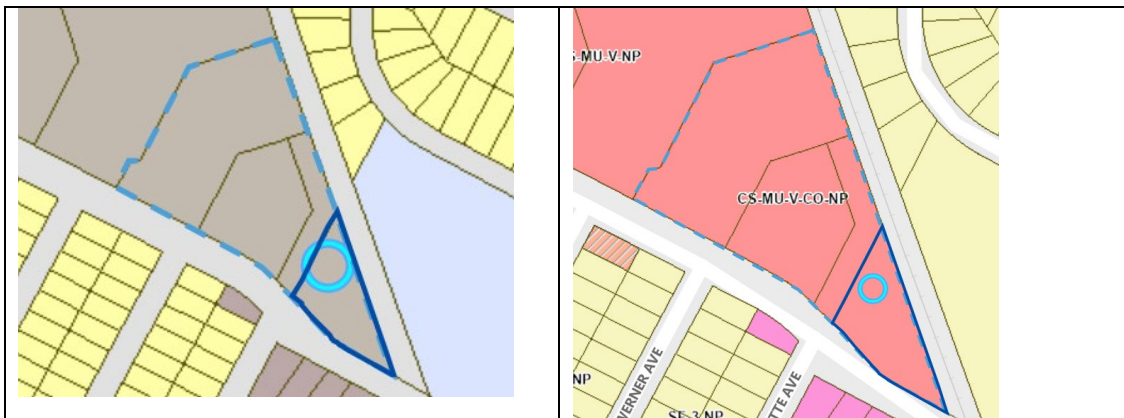 -MU-V-NP
CS-MU-V-CO-NP
NP
VERNER AVE
SF-3-NP
TTE AVE